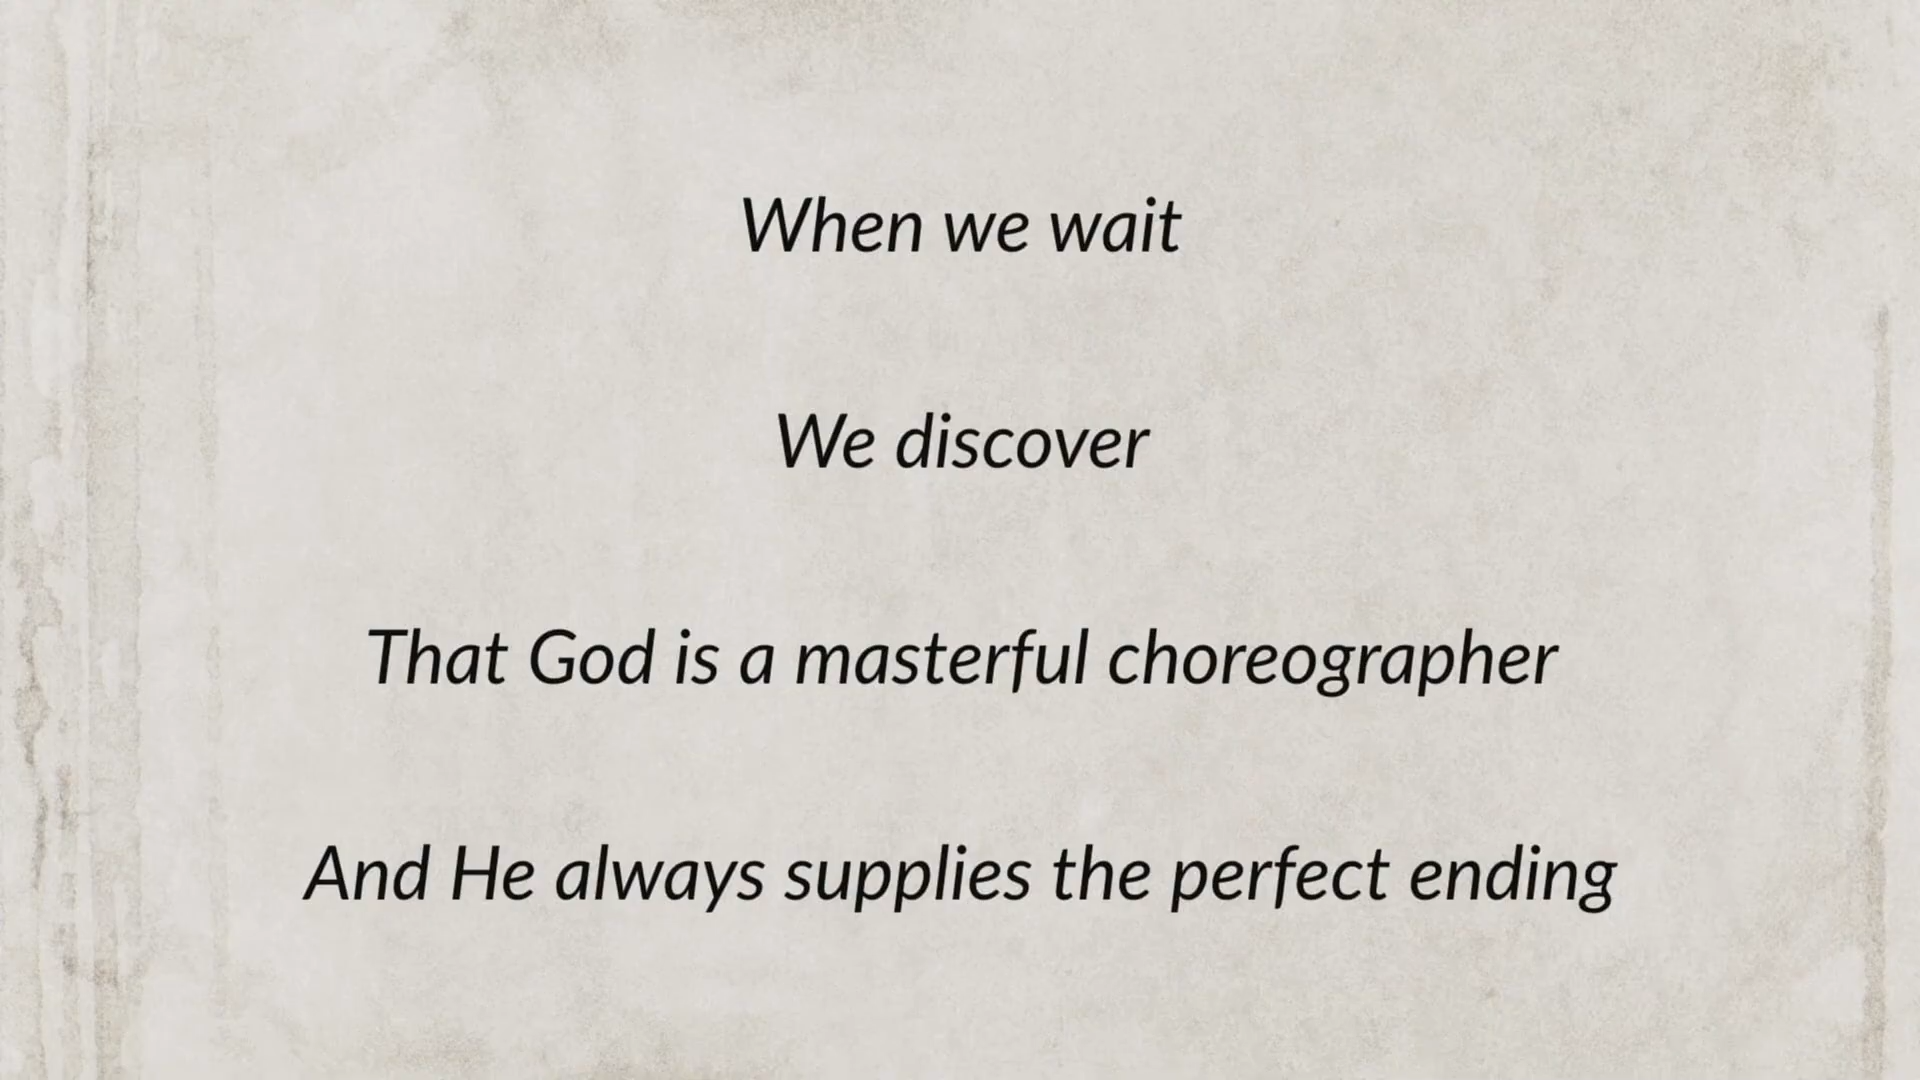 When we wait
We discover
That God is a masterful choreographer
And He always supplies the perfect ending